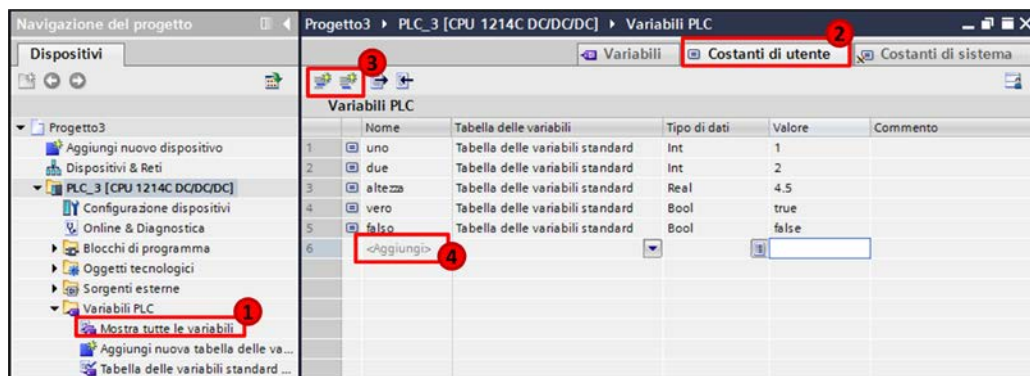 Navigazione del progetto
Progetto3 ▸ PLC_3 [CPU 1214C DC/DC/DC] ▸ Variabili PLC
Dispositivi
Variabili
2
Costanti di utente
Costanti di sistema
3
Variabili PLC
Nome Tabella delle variabili Tipo di dati Valore Commento
1 uno Tabella delle variabili standard Int 1
2 due Tabella delle variabili standard Int 2
3 altezza Tabella delle variabili standard Real 4.5
4 vero Tabella delle variabili standard Bool true
5 falso Tabella delle variabili standard Bool false
6 <Aggiungi>
4
Progetto3
Aggiungi nuovo dispositivo
Dispositivi & Reti
PLC_3 [CPU 1214C DC/DC/DC]
Configurazione dispositivi
Online & Diagnostica
Blocchi di programma
Oggetti tecnologici
Sorgenti esterne
Variabili PLC
1
Mostra tutte le variabili
Aggiungi nuova tabella delle va...
Tabella delle variabili standard ...